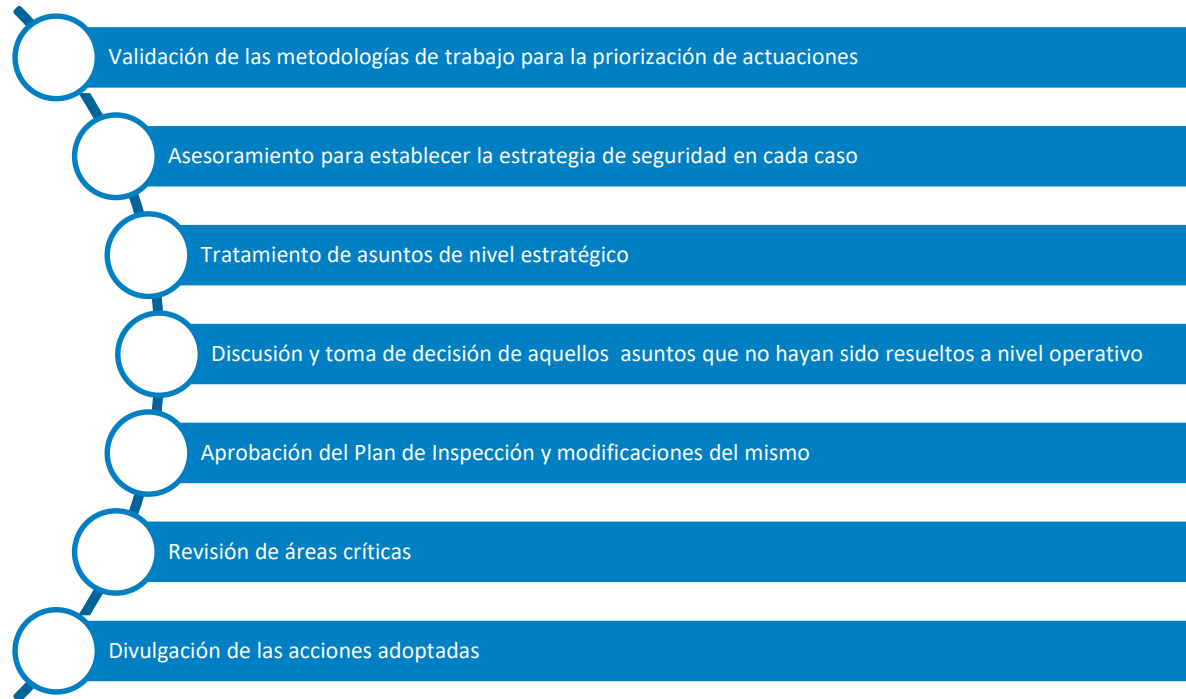 Validación de las metodologías de trabajo para la priorización de actuaciones
Asesoramiento para establecer la estrategia de seguridad en cada caso
Tratamiento de asuntos de nivel estratégico
Discusión y toma de decisión de aquellos  asuntos que no hayan sido resueltos a nivel operativo
Aprobación del Plan de Inspección y modificaciones del mismo
Revisión de áreas críticas
Divulgación de las acciones adoptadas